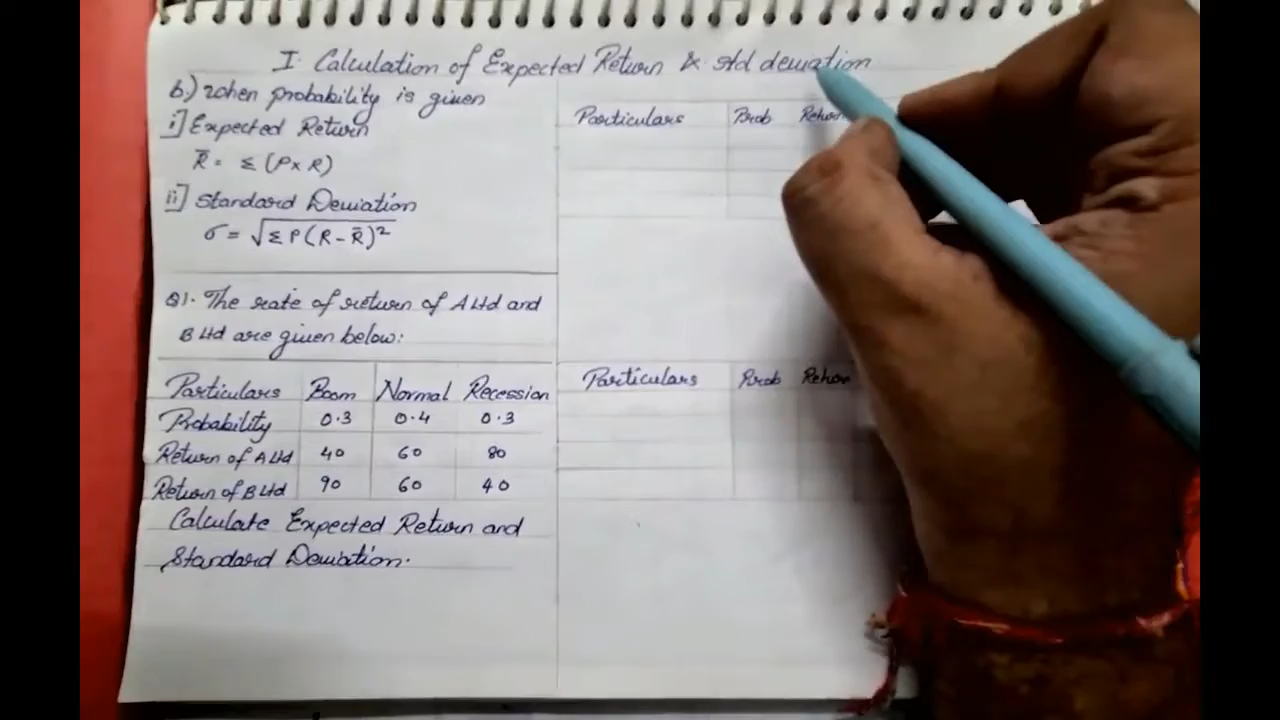 I. Calculation of Expected Return & std deviation
b.) when probability is given
i] Expected Return
R̄ = Σ (P x R)
ii] Standard Deviation
σ = √Σ P (R - R̄)²
Q1. The rate of return of A Ltd and
B Ltd are given below:
Particulars Boom Normal Recession
Probability 0.3 0.4 0.3
Return of A Ltd 40 60 80
Return of B Ltd 90 60 40
Calculate Expected Return and
Standard Deviation.
Particulars Prob Return
Particulars Prob Return